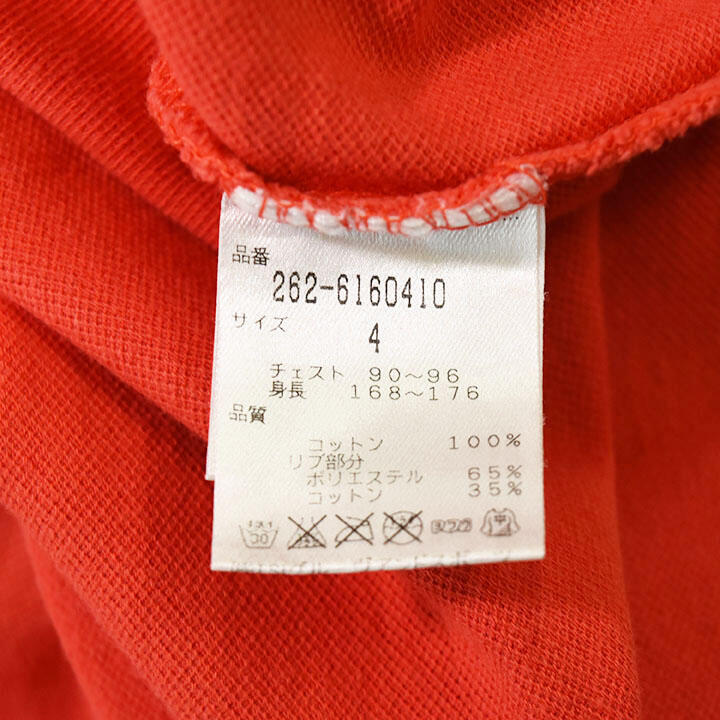 品番
262-6160410
サイズ
4
チェスト 90～96
身長 168～176
品質
コットン 100%
リブ部分
ポリエステル 65%
コットン 35%
中